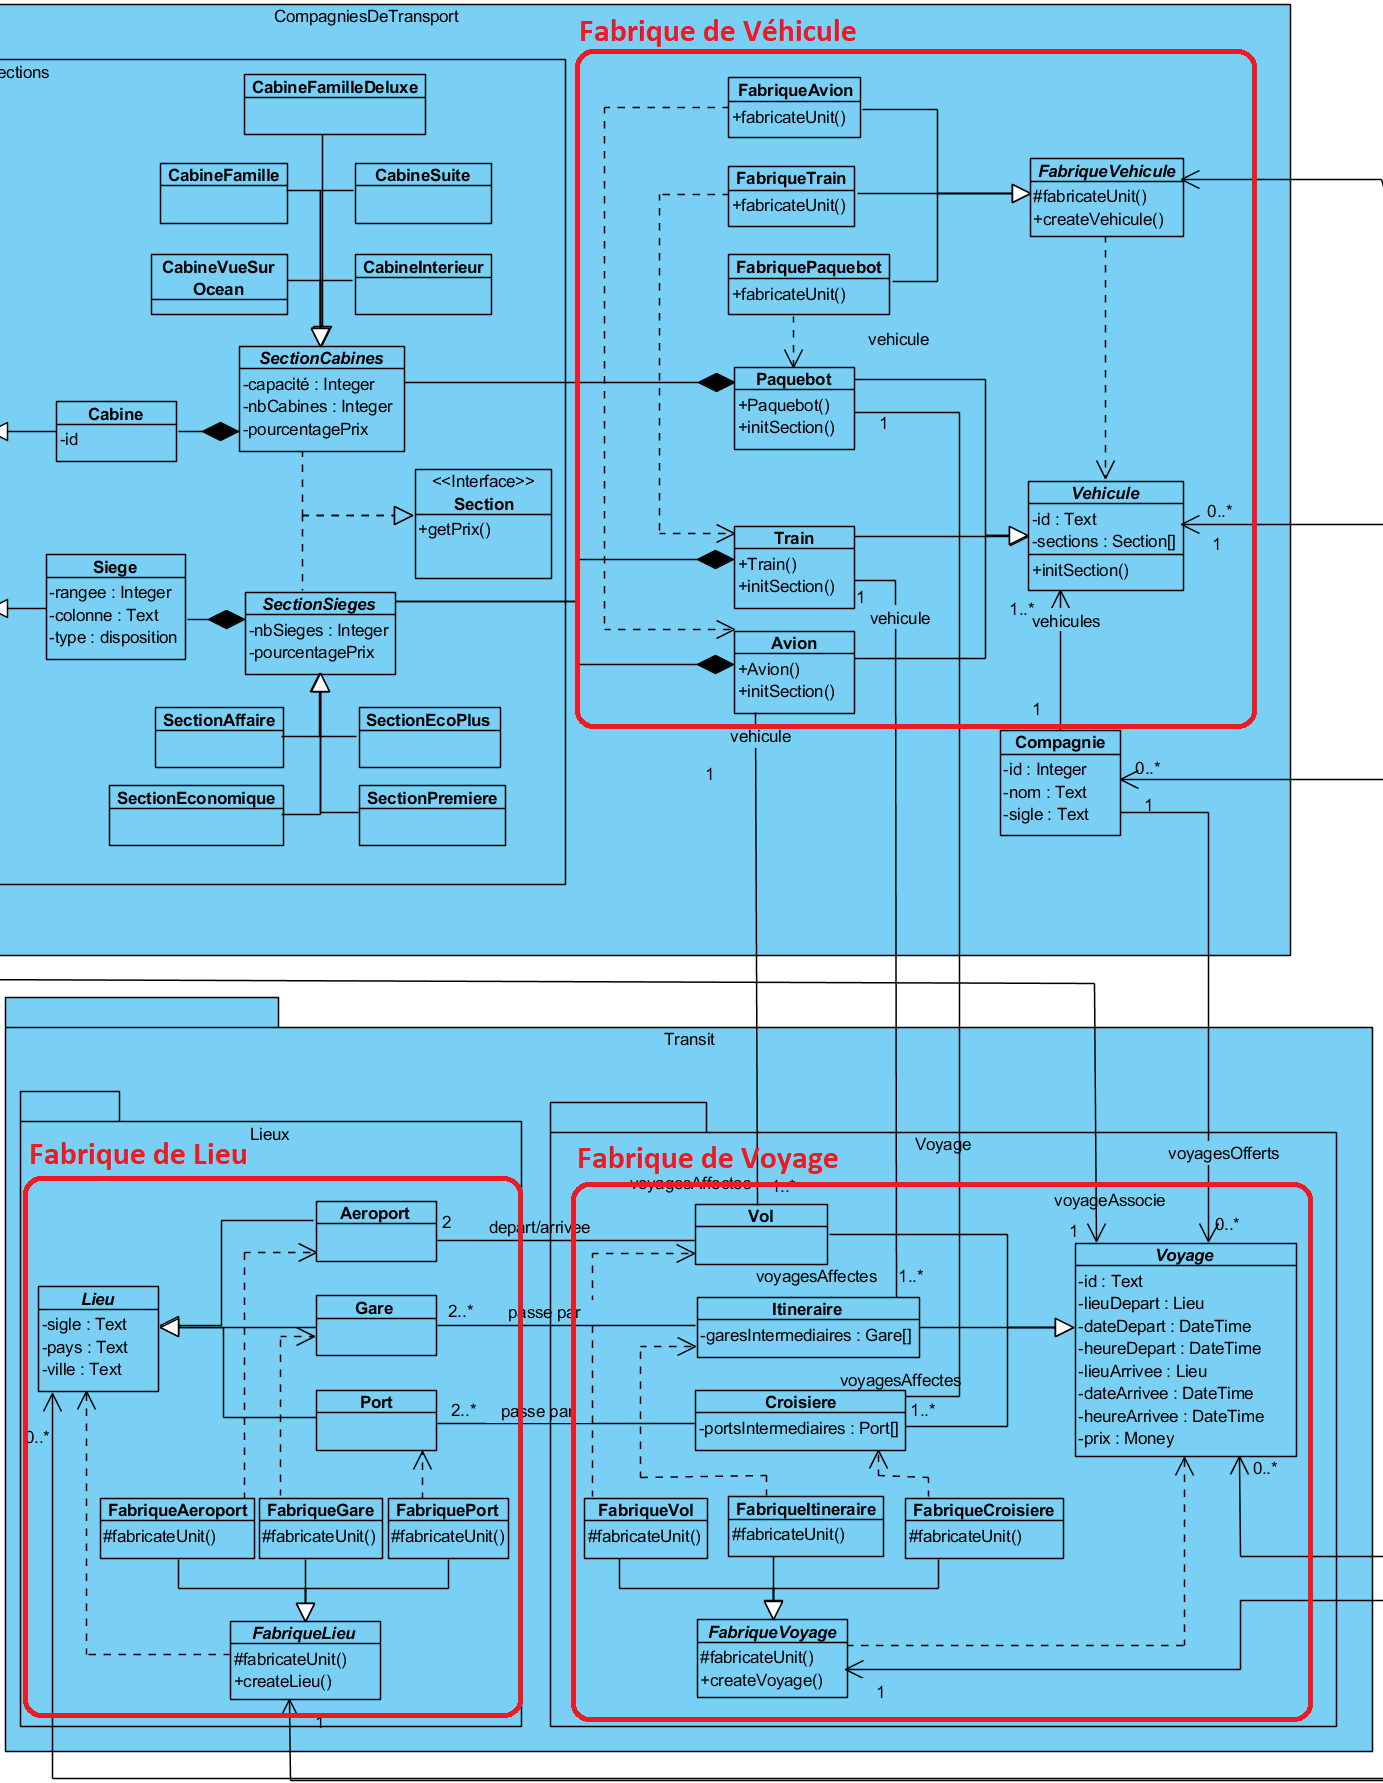 CompagniesDeTransport
Fabrique de Véhicule
ections
CabineFamilleDeluxe
CabineFamille
CabineSuite
CabineVueSur
Ocean
CabineInterieur
SectionCabines
-capacité : Integer
-nbCabines : Integer
-pourcentagePrix
Cabine
-id
<<Interface>>
Section
+getPrix()
Siege
-rangee : Integer
-colonne : Text
-type : disposition
SectionSieges
-nbSieges : Integer
-pourcentagePrix
SectionAffaire
SectionEcoPlus
SectionEconomique
SectionPremiere
FabriqueAvion
+fabricateUnit()
FabriqueTrain
+fabricateUnit()
FabriquePaquebot
+fabricateUnit()
FabriqueVehicule
#fabricateUnit()
+createVehicule()
vehicule
Paquebot
+Paquebot()
+initSection()
1
Train
+Train()
+initSection()
1
vehicule
Avion
+Avion()
+initSection()
vehicule
1
Vehicule
-id : Text
-sections : Section[]
+initSection()
0..*
1
1..*
vehicules
1
Compagnie
-id : Integer
-nom : Text
-sigle : Text
0..*
1
Transit
Lieux
Fabrique de Lieu
Voyage
Fabrique de Voyage
voyagesOfferts
voyagesAffectes
1..*
voyageAssocie
1
0..*
Aeroport
2
depart/arrivee
Vol
Lieu
-sigle : Text
-pays : Text
-ville : Text
Gare
2..*
passe par
voyagesAffectes
1..*
Itineraire
-garesIntermediaires : Gare[]
Port
2..*
passe par
voyagesAffectes
1..*
Croisiere
-portsIntermediaires : Port[]
Voyage
-id : Text
-lieuDepart : Lieu
-dateDepart : DateTime
-heureDepart : DateTime
-lieuArrivee : Lieu
-dateArrivee : DateTime
-heureArrivee : DateTime
-prix : Money
0..*
0..*
FabriqueAeroport
#fabricateUnit()
FabriqueGare
#fabricateUnit()
FabriquePort
#fabricateUnit()
FabriqueVol
#fabricateUnit()
FabriqueItineraire
#fabricateUnit()
FabriqueCroisiere
#fabricateUnit()
FabriqueLieu
#fabricateUnit()
+createLieu()
1
FabriqueVoyage
#fabricateUnit()
+createVoyage()
1